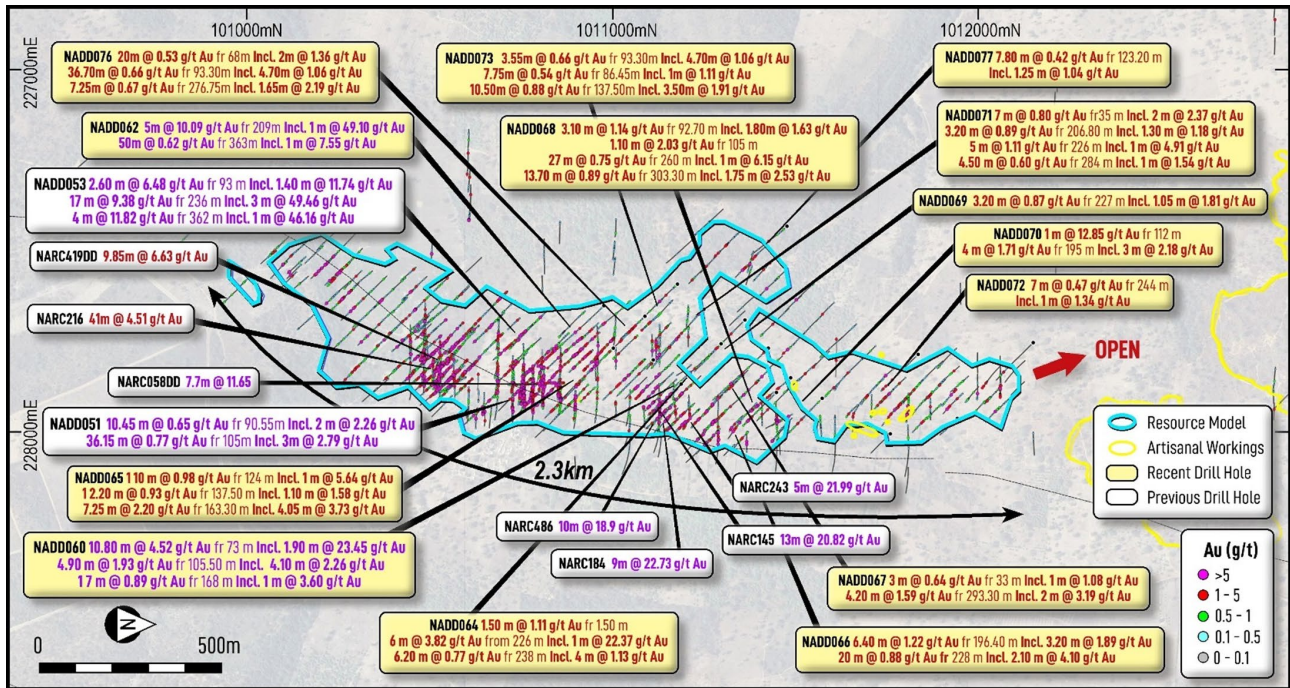 101000mN
1011000mN
1012000mN
227000mE
228000mE
NADD076 20m @ 0.53 g/t Au fr 68m Incl. 2m @ 1.36 g/t Au
36.70m @ 0.66 g/t Au fr 93.30m Incl. 4.70m @ 1.06 g/t Au
7.25m @ 0.67 g/t Au fr 276.75m Incl. 1.65m @ 2.19 g/t Au
NADD073 3.55m @ 0.66 g/t Au fr 93.30m Incl. 4.70m @ 1.06 g/t Au
7.75m @ 0.54 g/t Au fr 86.45m Incl. 1m @ 1.11 g/t Au
10.50m @ 0.88 g/t Au fr 137.50m Incl. 3.50m @ 1.91 g/t Au
NADD077 7.80 m @ 0.42 g/t Au fr 123.20 m
Incl. 1.25 m @ 1.04 g/t Au
NADD062 5m @ 10.09 g/t Au fr 209m Incl. 1 m @ 49.10 g/t Au
50m @ 0.62 g/t Au fr 363m Incl. 1 m @ 7.55 g/t Au
NADD068 3.10 m @ 1.14 g/t Au fr 92.70 m Incl. 1.80m @ 1.63 g/t Au
1.10 m @ 2.03 g/t Au fr 105 m
27 m @ 0.75 g/t Au fr 260 m Incl. 1 m @ 6.15 g/t Au
13.70 m @ 0.89 g/t Au fr 303.30 m Incl. 1.75 m @ 2.53 g/t Au
NADD071 7 m @ 0.80 g/t Au fr35 m Incl. 2 m @ 2.37 g/t Au
3.20 m @ 0.89 g/t Au fr 206.80 m Incl. 1.30 m @ 1.18 g/t Au
5 m @ 1.11 g/t Au fr 226 m Incl. 1 m @ 4.91 g/t Au
4.50 m @ 0.60 g/t Au fr 284 m Incl. 1 m @ 1.54 g/t Au
NADD053 2.60 m @ 6.48 g/t Au fr 93 m Incl. 1.40 m @ 11.74 g/t Au
17 m @ 9.38 g/t Au fr 236 m Incl. 3 m @ 49.46 g/t Au
4 m @ 11.82 g/t Au fr 362 m Incl. 1 m @ 46.16 g/t Au
NADD069 3.20 m @ 0.87 g/t Au fr 227 m Incl. 1.05 m @ 1.81 g/t Au
NADD070 1 m @ 12.85 g/t Au fr 112 m
4 m @ 1.71 g/t Au fr 195 m Incl. 3 m @ 2.18 g/t Au
NARC419DD 9.85m @ 6.63 g/t Au
NADD072 7 m @ 0.47 g/t Au fr 244 m
Incl. 1 m @ 1.34 g/t Au
NARC216 41m @ 4.51 g/t Au
OPEN
NARC058DD 7.7m @ 11.65
NADD051 10.45 m @ 0.65 g/t Au fr 90.55m Incl. 2 m @ 2.26 g/t Au
36.15 m @ 0.77 g/t Au fr 105m Incl. 3m @ 2.79 g/t Au
2.3km
Resource Model
Artisanal Workings
Recent Drill Hole
Previous Drill Hole
NADD065 1 10 m @ 0.98 g/t Au fr 124 m Incl. 1 m @ 5.64 g/t Au
1 2.20 m @ 0.93 g/t Au fr 137.50 m Incl. 1.10 m @ 1.58 g/t Au
7.25 m @ 2.20 g/t Au fr 163.30 m Incl. 4.05 m @ 3.73 g/t Au
NARC243 5m @ 21.99 g/t Au
NARC486 10m @ 18.9 g/t Au
NARC145 13m @ 20.82 g/t Au
NARC184 9m @ 22.73 g/t Au
NADD060 10.80 m @ 4.52 g/t Au fr 73 m Incl. 1.90 m @ 23.45 g/t Au
4.90 m @ 1.93 g/t Au fr 105.50 m Incl. 4.10 m @ 2.26 g/t Au
1 7 m @ 0.89 g/t Au fr 168 m Incl. 1 m @ 3.60 g/t Au
NADD067 3 m @ 0.64 g/t Au fr 33 m Incl. 1 m @ 1.08 g/t Au
4.20 m @ 1.59 g/t Au fr 293.30 m Incl. 2 m @ 3.19 g/t Au
NADD064 1.50 m @ 1.11 g/t Au fr 1.50 m
6 m @ 3.82 g/t Au from 226 m Incl. 1 m @ 22.37 g/t Au
6.20 m @ 0.77 g/t Au fr 238 m Incl. 4 m @ 1.13 g/t Au
NADD066 6.40 m @ 1.22 g/t Au fr 196.40 m Incl. 3.20 m @ 1.89 g/t Au
20 m @ 0.88 g/t Au fr 228 m Incl. 2.10 m @ 4.10 g/t Au
Au (g/t)
>5
1 - 5
0.5 - 1
0.1 - 0.5
0 - 0.1
N
0
500m